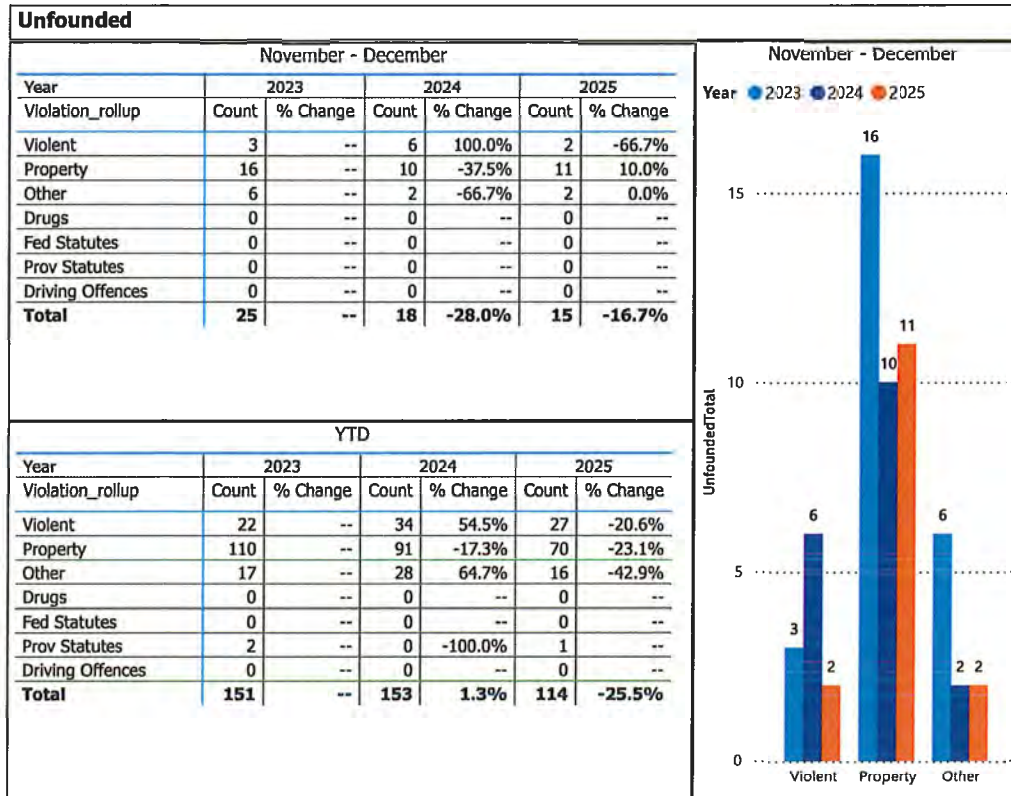 Unfounded
November - December
Year 2023 2024 2025
Violation_rollup Count % Change Count % Change Count % Change
Violent 3 -- 6 100.0% 2 -66.7%
Property 16 -- 10 -37.5% 11 10.0%
Other 6 -- 2 -66.7% 2 0.0%
Drugs 0 -- 0 -- 0 --
Fed Statutes 0 -- 0 -- 0 --
Prov Statutes 0 -- 0 -- 0 --
Driving Offences 0 -- 0 -- 0 --
Total 25 -- 18 -28.0% 15 -16.7%
YTD
Year 2023 2024 2025
Violation_rollup Count % Change Count % Change Count % Change
Violent 22 -- 34 54.5% 27 -20.6%
Property 110 -- 91 -17.3% 70 -23.1%
Other 17 -- 28 64.7% 16 -42.9%
Drugs 0 -- 0 -- 0 --
Fed Statutes 0 -- 0 -- 0 --
Prov Statutes 2 -- 0 -100.0% 1 --
Driving Offences 0 -- 0 -- 0 --
Total 151 -- 153 1.3% 114 -25.5%
November - December
Year 2023 2024 2025
16
15
11
10
10
UnfoundedTotal
6
6
5
3
2
2
2
0
Violent Property Other